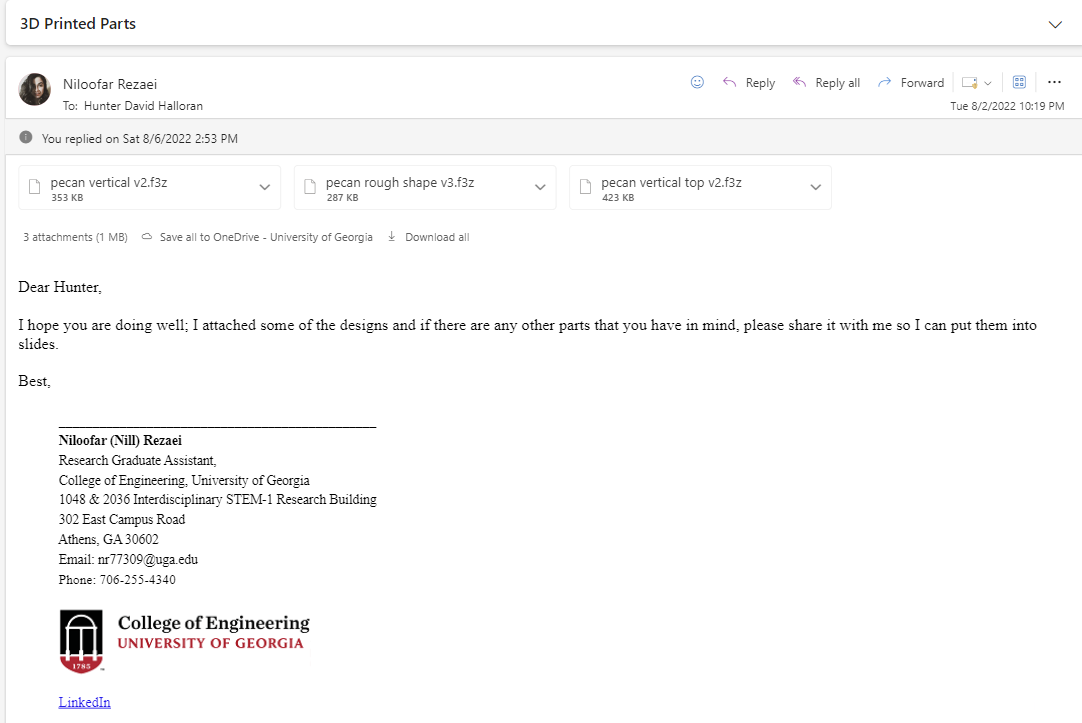 3D Printed Parts
Niloofar Rezaei
To: Hunter David Halloran
Reply
Reply all
Forward
Tue 8/2/2022 10:19 PM
You replied on Sat 8/6/2022 2:53 PM
pecan vertical v2.f3z
353 KB
pecan rough shape v3.f3z
287 KB
pecan vertical top v2.f3z
423 KB
3 attachments (1 MB) Save all to OneDrive - University of Georgia Download all
Dear Hunter,
I hope you are doing well; I attached some of the designs and if there are any other parts that you have in mind, please share it with me so I can put them into
slides.
Best,
Niloofar (Nill) Rezaei
Research Graduate Assistant,
College of Engineering, University of Georgia
1048 & 2036 Interdisciplinary STEM-1 Research Building
302 East Campus Road
Athens, GA 30602
Email: nr77309@uga.edu
Phone: 706-255-4340
College of Engineering
UNIVERSITY OF GEORGIA
1785
LinkedIn